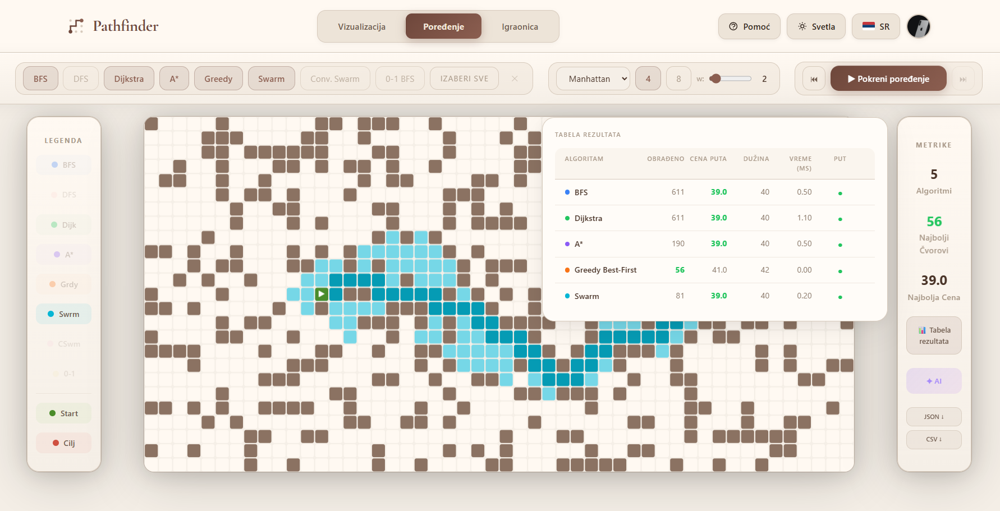 Pathfinder
Vizualizacija
Poređenje
Igraonica
Pomoć
Svetla
SR
BFS
DFS
Dijkstra
A*
Greedy
Swarm
Conv. Swarm
0-1 BFS
IZABERI SVE
×
Manhattan
4
8
w:
2
▶ Pokreni poređenje
LEGENDA
BFS
DFS
Dijk
A*
Grdy
Swrm
CSwm
0-1
Start
Cilj
TABELA REZULTATA
ALGORITAM OBRAĐENO CENA PUTA DUŽINA VREME (MS) PUT
BFS 611 39.0 40 0.50 ●
Dijkstra 611 39.0 40 1.10 ●
A* 190 39.0 40 0.50 ●
Greedy Best-First 56 41.0 42 0.00 ●
Swarm 81 39.0 40 0.20 ●
METRIKE
5
Algoritmi
56
Najbolji
Čvorovi
39.0
Najbolja Cena
Tabela
rezultata
✦ AI
JSON ↓
CSV ↓